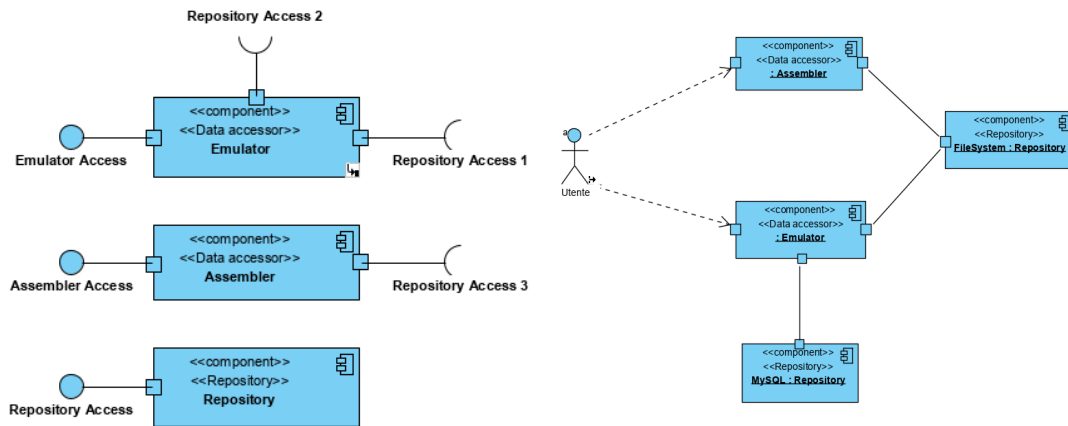 Repository Access 2
<<component>>
<<Data accessor>>
Emulator
Emulator Access
Repository Access 1
<<component>>
<<Data accessor>>
Assembler
Assembler Access
Repository Access 3
<<component>>
<<Repository>>
Repository
Repository Access
<<component>>
<<Data accessor>>
: Assembler
a
Utente
<<component>>
<<Repository>>
FileSystem : Repository
<<component>>
<<Data accessor>>
: Emulator
<<component>>
<<Repository>>
MySQL : Repository